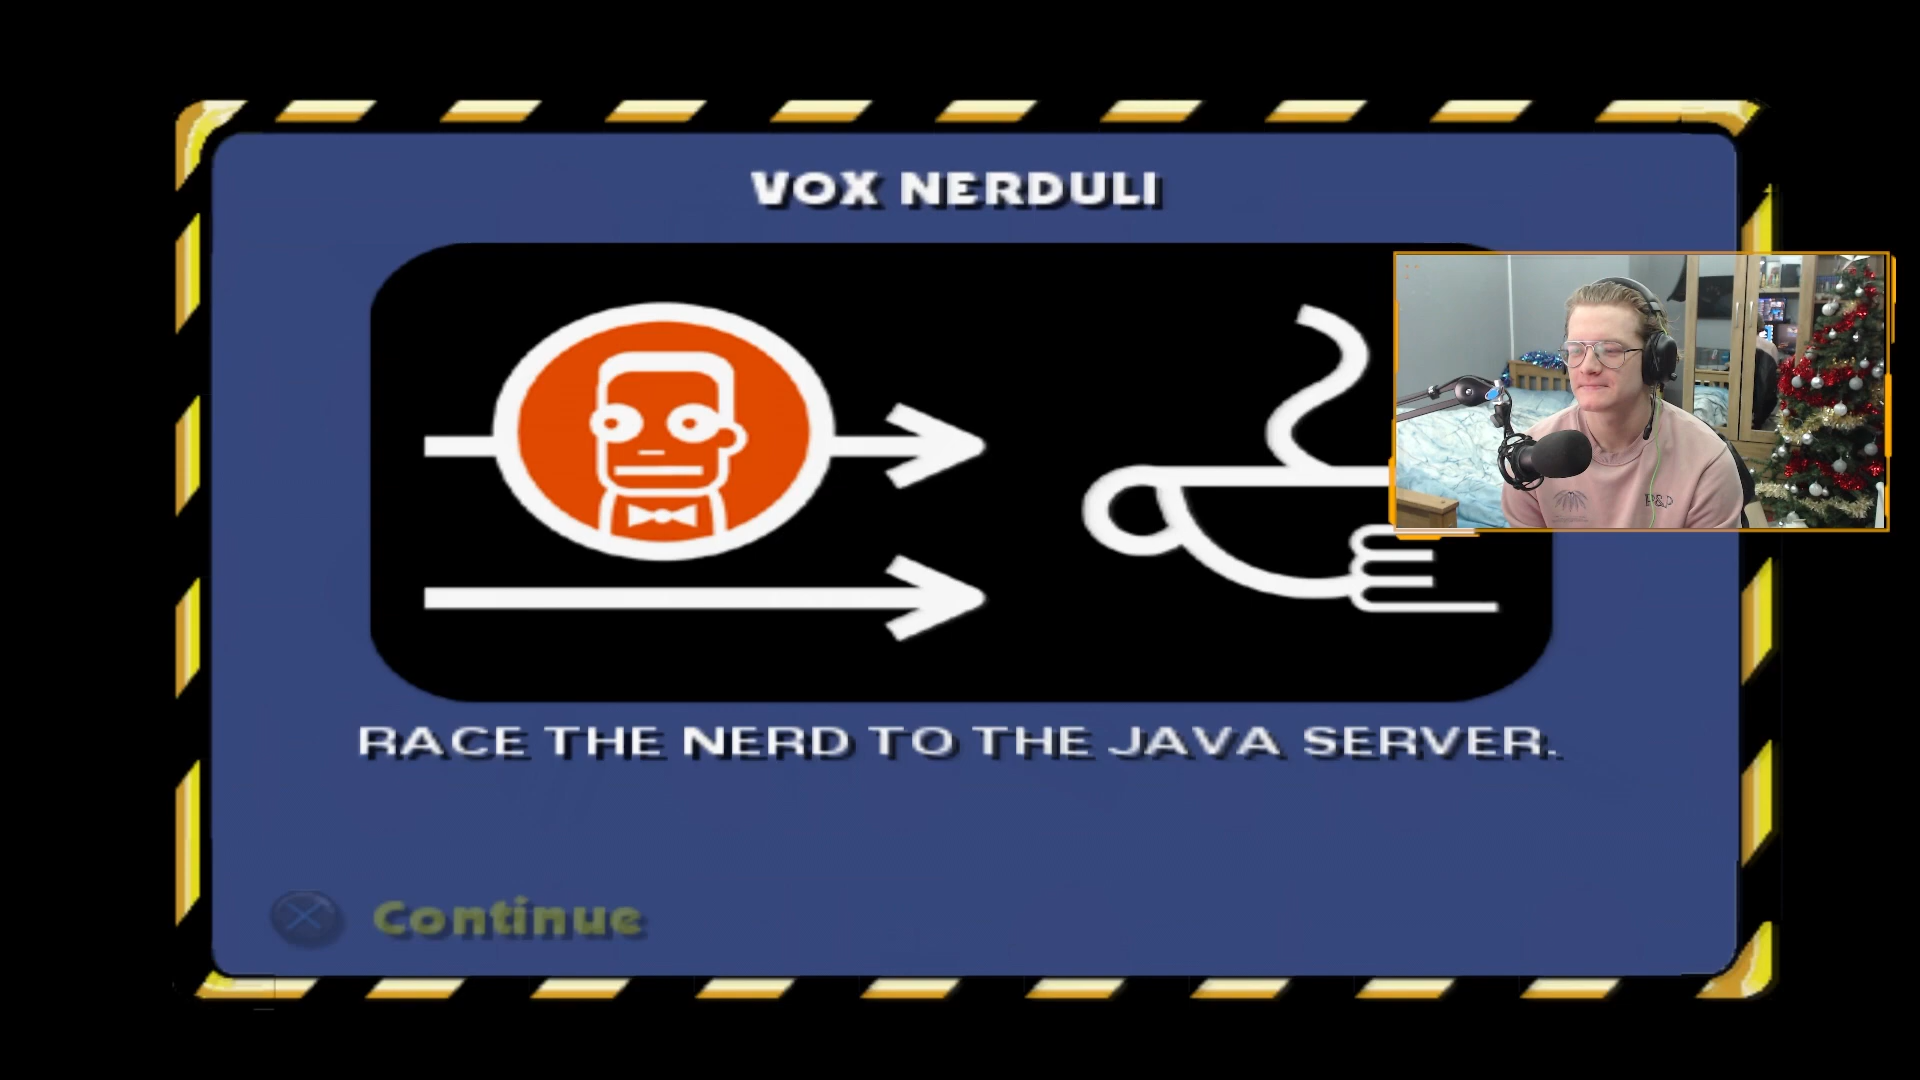 VOX NERDULI
RACE THE NERD TO THE JAVA SERVER.
Continue